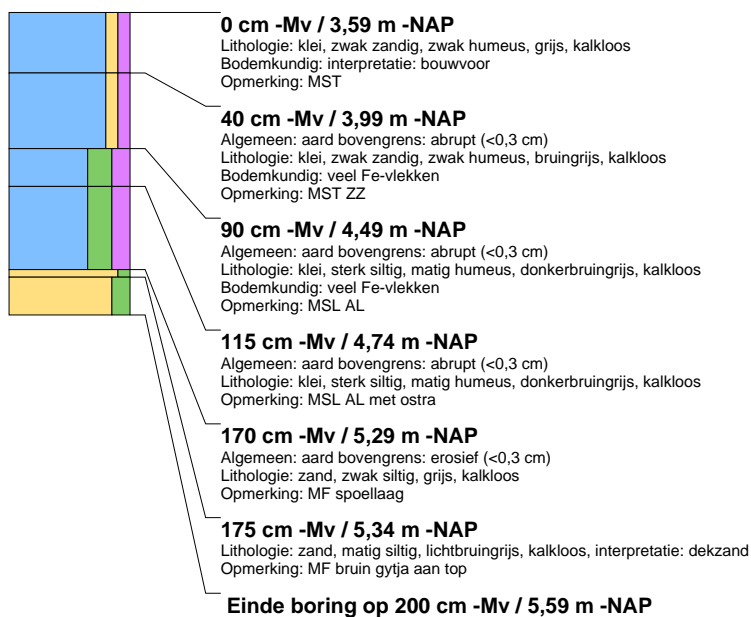 0 cm -Mv / 3,59 m -NAP
Lithologie: klei, zwak zandig, zwak humeus, grijs, kalkloos
Bodemkundig: interpretatie: bouwvoor
Opmerking: MST
40 cm -Mv / 3,99 m -NAP
Algemeen: aard bovengrens: abrupt (<0,3 cm)
Lithologie: klei, zwak zandig, zwak humeus, bruingrijs, kalkloos
Bodemkundig: veel Fe-vlekken
Opmerking: MST ZZ
90 cm -Mv / 4,49 m -NAP
Algemeen: aard bovengrens: abrupt (<0,3 cm)
Lithologie: klei, sterk siltig, matig humeus, donkerbruingrijs, kalkloos
Bodemkundig: veel Fe-vlekken
Opmerking: MSL AL
115 cm -Mv / 4,74 m -NAP
Algemeen: aard bovengrens: abrupt (<0,3 cm)
Lithologie: klei, sterk siltig, matig humeus, donkerbruingrijs, kalkloos
Opmerking: MSL AL met ostra
170 cm -Mv / 5,29 m -NAP
Algemeen: aard bovengrens: erosief (<0,3 cm)
Lithologie: zand, zwak siltig, grijs, kalkloos
Opmerking: MF spoellaag
175 cm -Mv / 5,34 m -NAP
Lithologie: zand, matig siltig, lichtbruingrijs, kalkloos, interpretatie: dekzand
Opmerking: MF bruin gytja aan top
Einde boring op 200 cm -Mv / 5,59 m -NAP